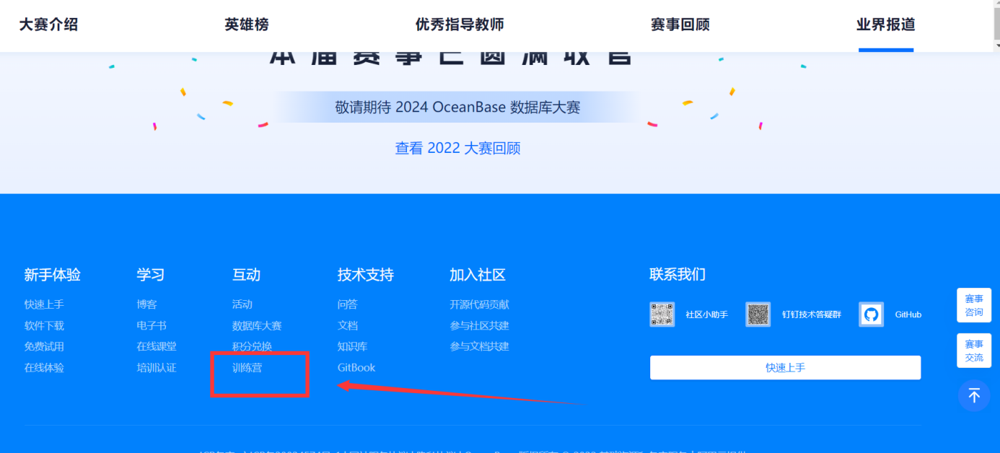 大赛介绍
英雄榜
优秀指导教师
赛事回顾
业界报道
本届赛事已圆满收官
敬请期待 2024 OceanBase 数据库大赛
查看 2022 大赛回顾
新手体验
快速上手
软件下载
免费试用
在线体验
学习
博客
电子书
在线课堂
培训认证
互动
活动
数据库大赛
积分兑换
训练营
技术支持
问答
文档
知识库
GitBook
加入社区
开源代码贡献
参与社区共建
参与文档共建
联系我们
社区小助手
钉钉技术答疑群
GitHub
快速上手
赛事
咨询
赛事
交流